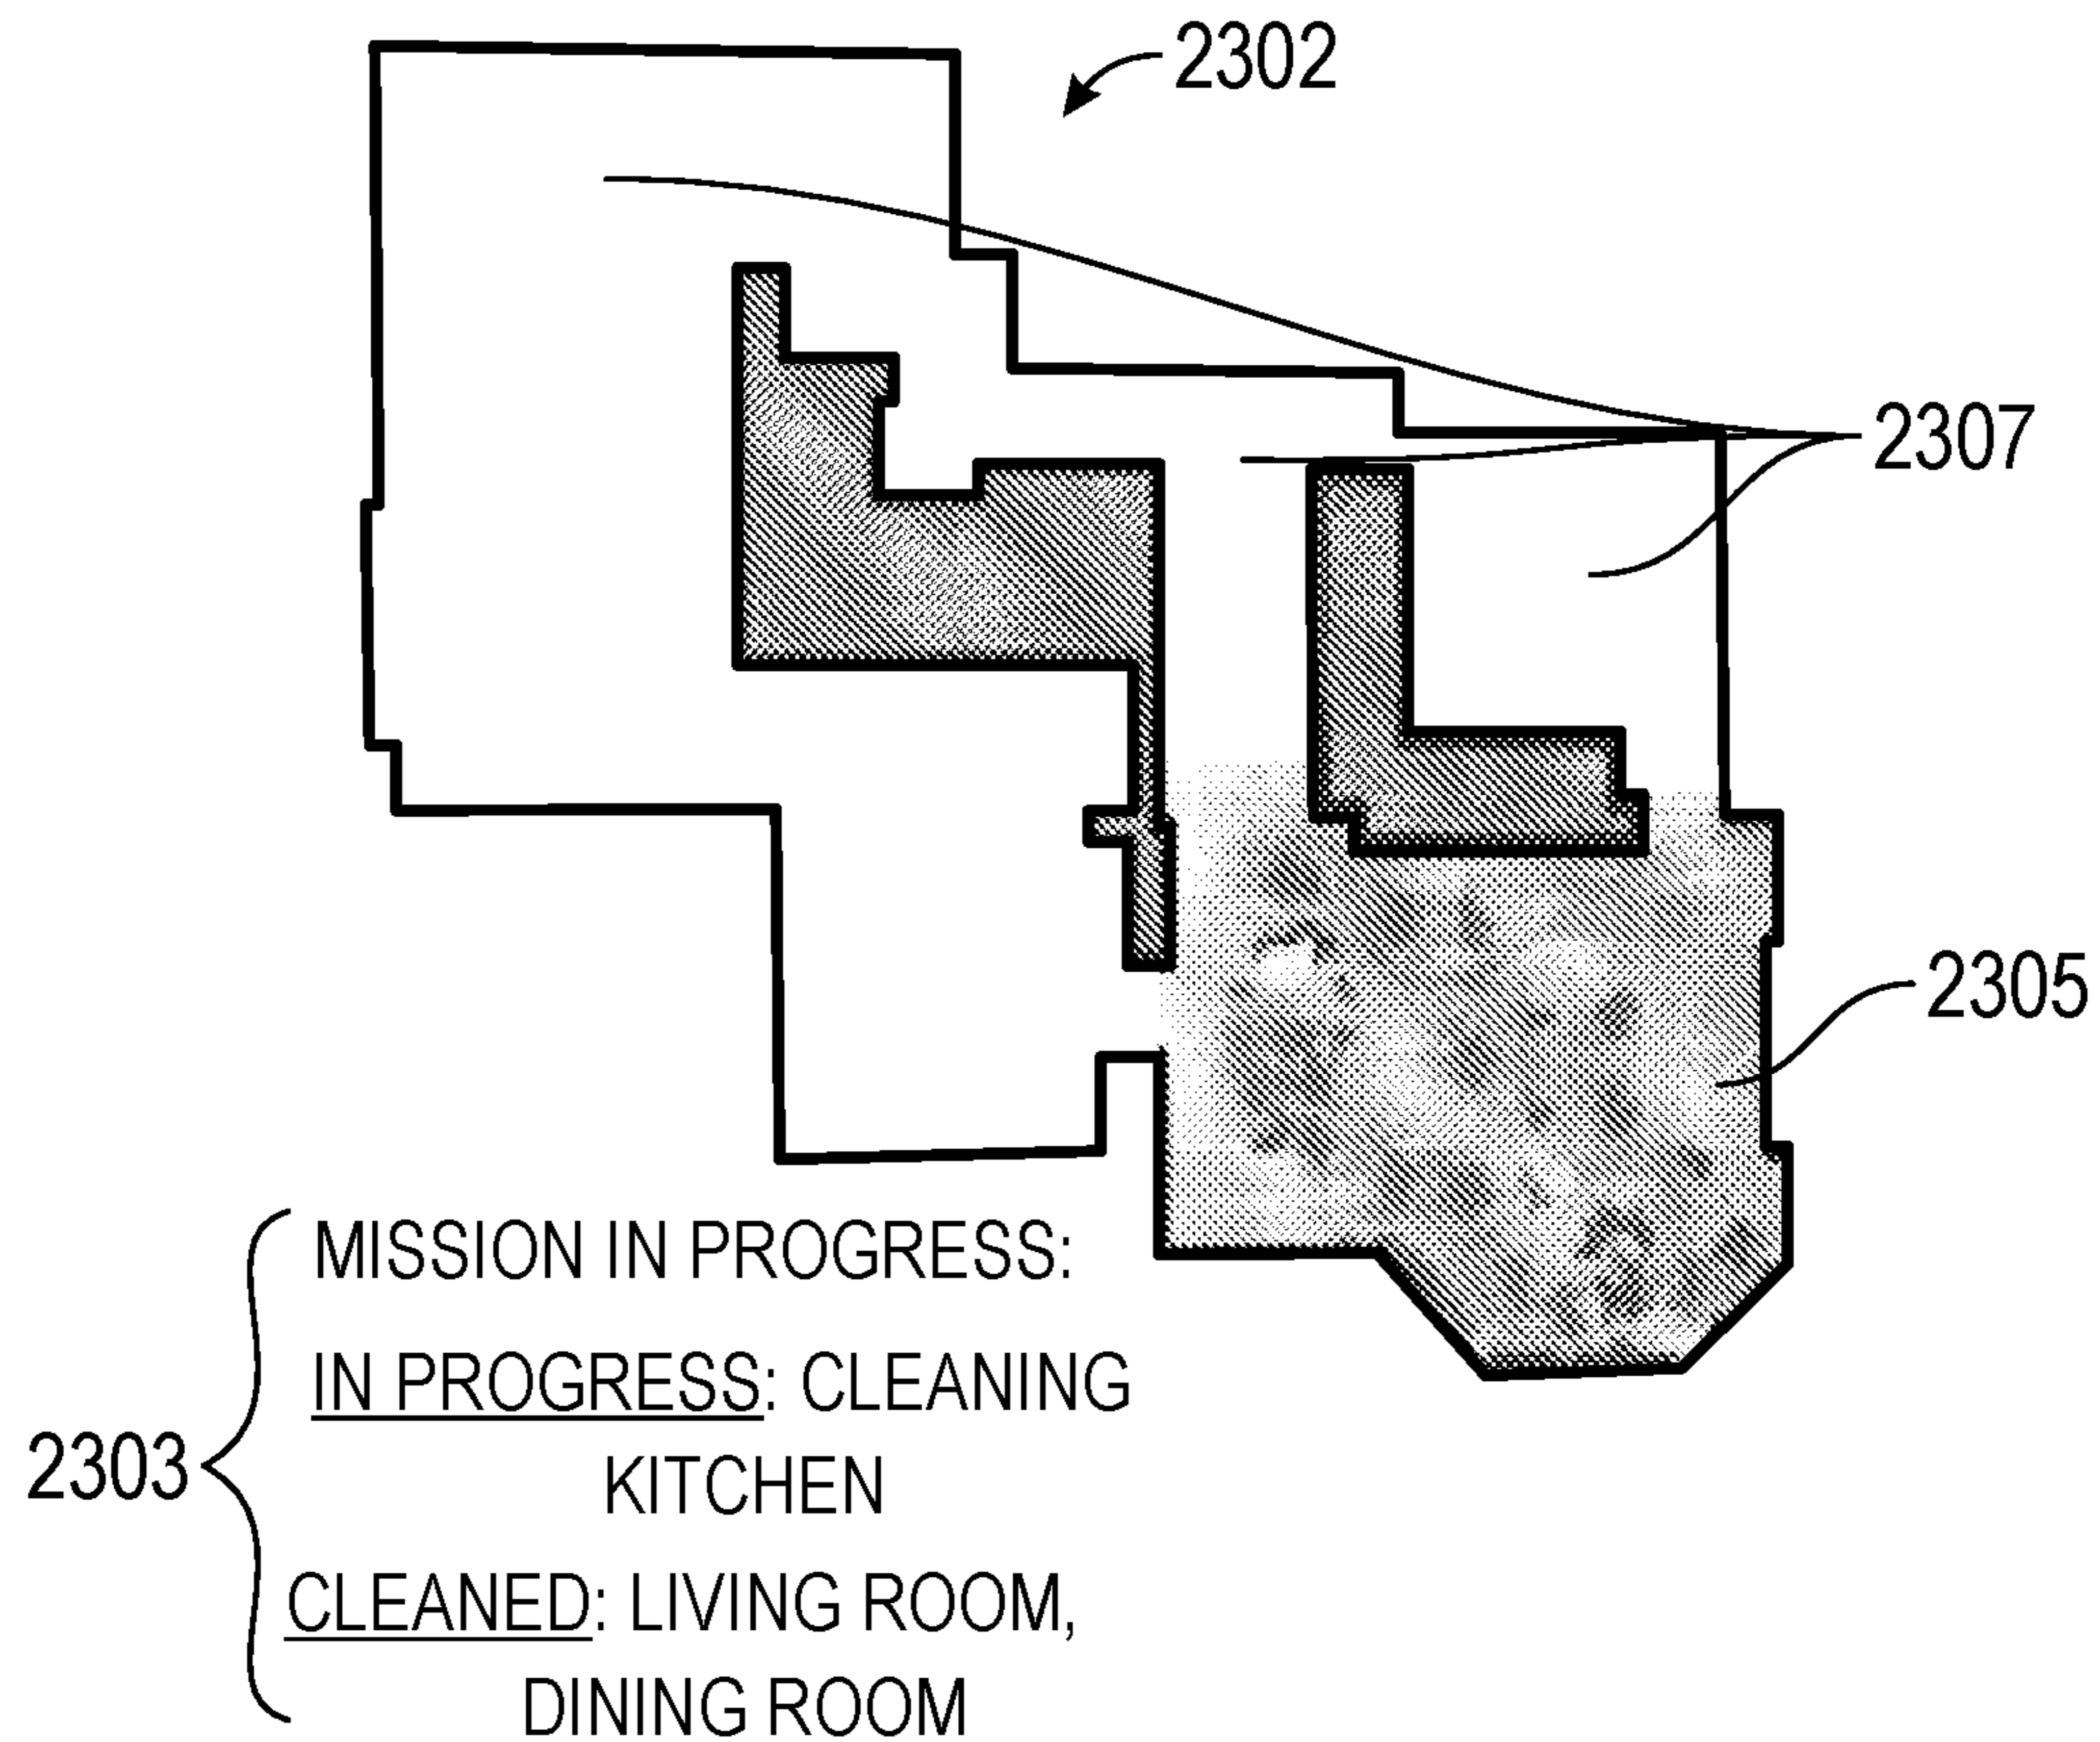 2302
2307
2305
MISSION IN PROGRESS:
IN PROGRESS: CLEANING
KITCHEN
2303
CLEANED: LIVING ROOM,
DINING ROOM